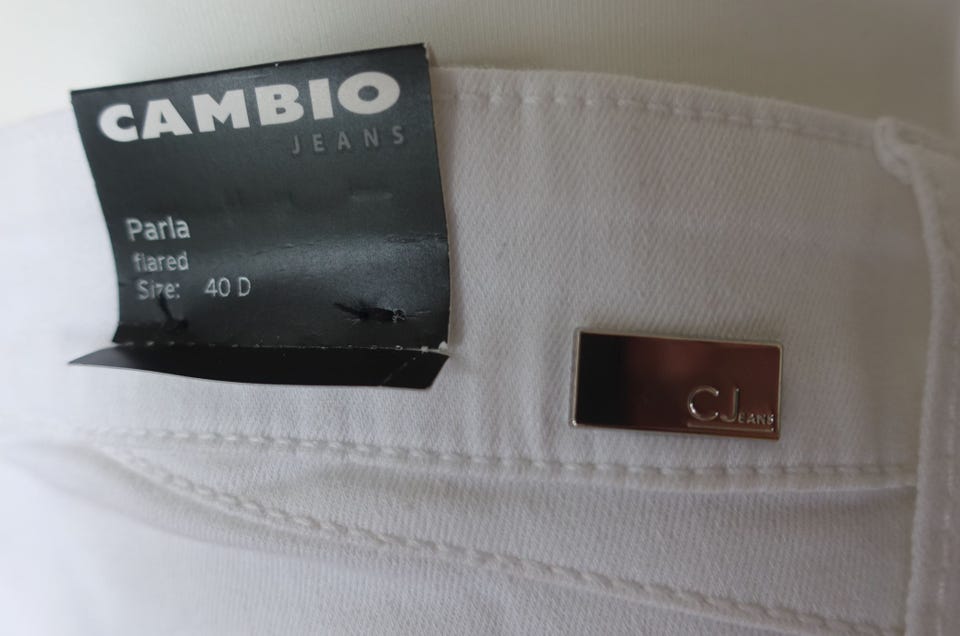 CAMBIO
JEANS
Parla
flared
Size: 40 D
CJEANS